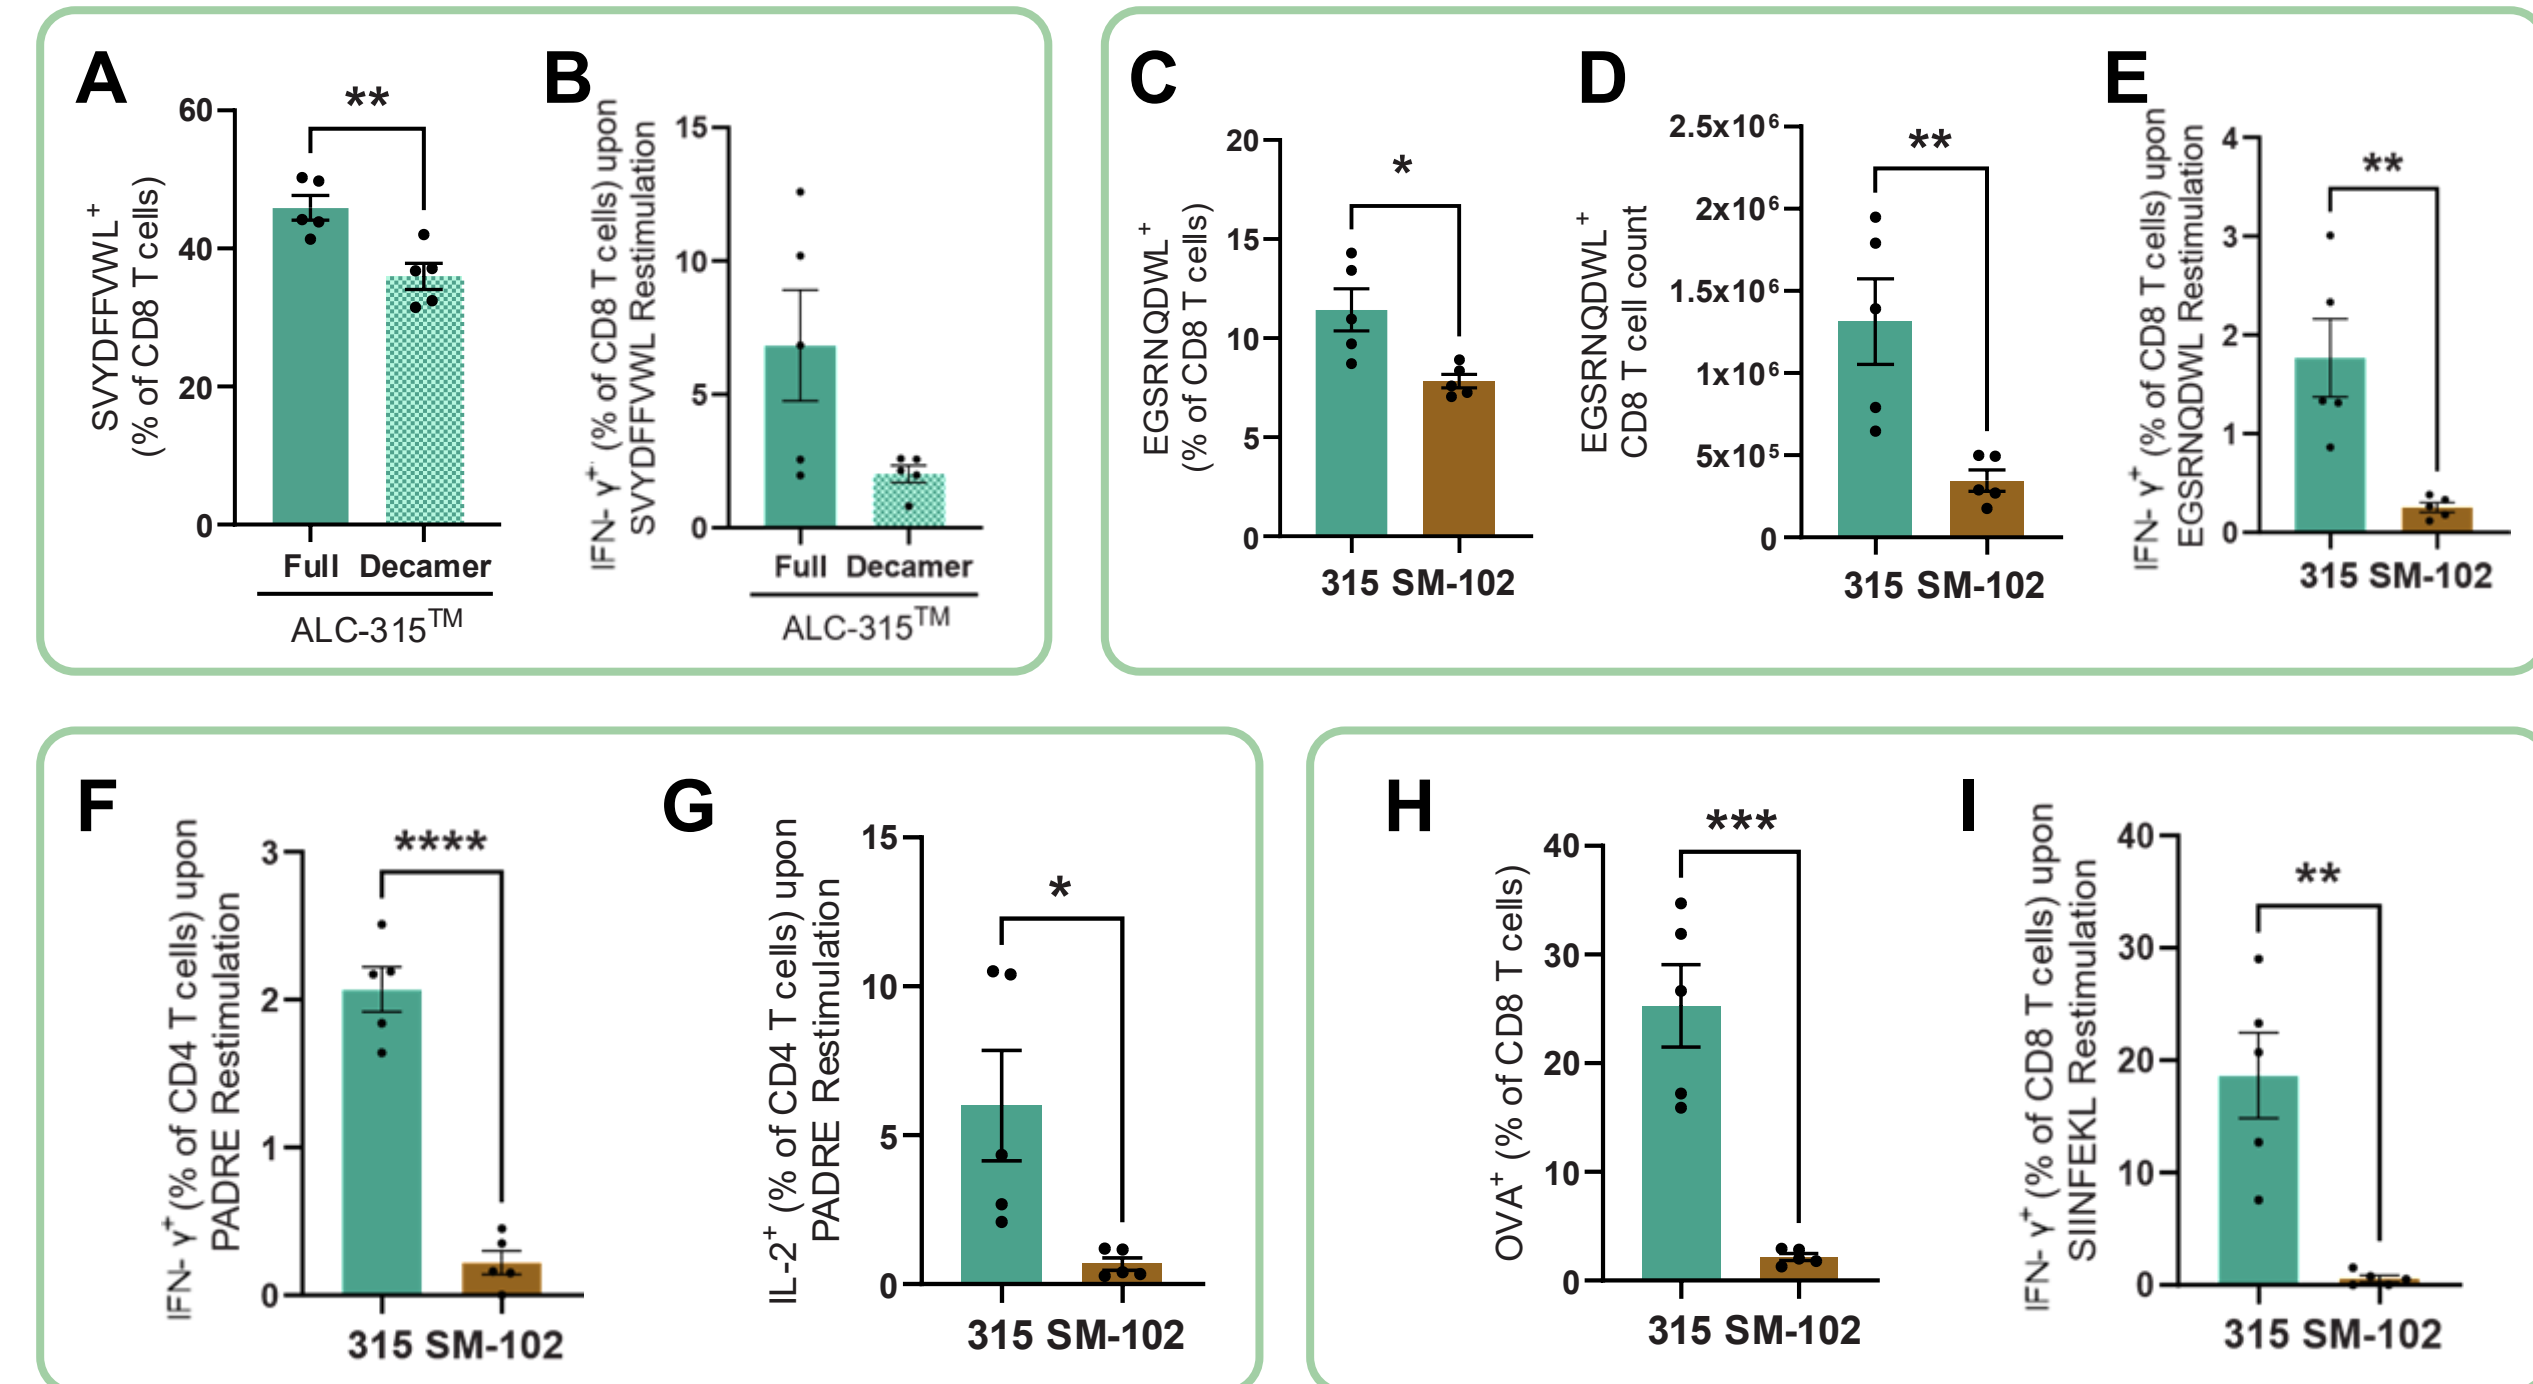 A
SVYDFFVWL+
(% of CD8 T cells)
60
40
20
0
**
Full Decamer
ALC-315TM
B
IFN- γ+ (% of CD8 T cells) upon
SVYDFFVWL Restimulation
15
10
5
0
Full Decamer
ALC-315TM
C
EGSRNQDWL+
(% of CD8 T cells)
20
15
10
5
0
*
315 SM-102
D
EGSRNQDWL+
CD8 T cell count
2.5x10⁶
2x10⁶
1.5x10⁶
1x10⁶
5x10⁵
0
**
315 SM-102
E
IFN- γ+ (% of CD8 T cells) upon
EGSRNQDWL Restimulation
4
3
2
1
0
**
315 SM-102
F
IFN- γ+ (% of CD4 T cells) upon
PADRE Restimulation
3
2
1
0
****
315 SM-102
G
IL-2+ (% of CD4 T cells) upon
PADRE Restimulation
15
10
5
0
*
315 SM-102
H
OVA+ (% of CD8 T cells)
40
30
20
10
0
***
315 SM-102
I
IFN- γ+ (% of CD8 T cells) upon
SIINFEKL Restimulation
40
30
20
10
0
**
315 SM-102